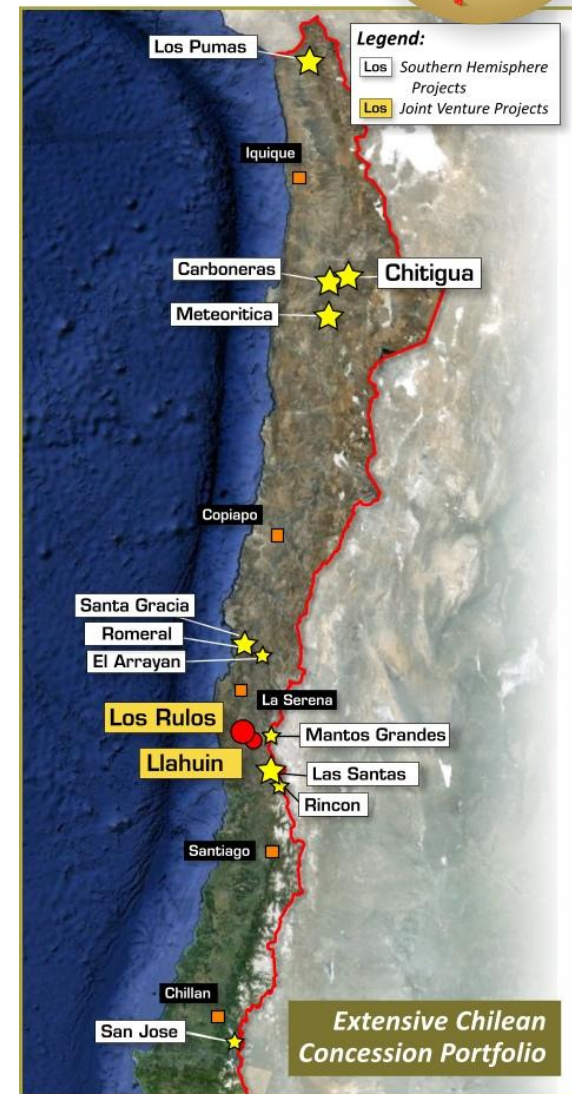 Legend:
Los Southern Hemisphere
Projects
Los Joint Venture Projects
Los Pumas
Iquique
Carboneras
Chitigua
Meteoritica
Copiapo
Santa Gracia
Romeral
El Arrayan
La Serena
Los Rulos
Mantos Grandes
Llahuin
Las Santas
Rincon
Santiago
Chillan
San Jose
Extensive Chilean
Concession Portfolio